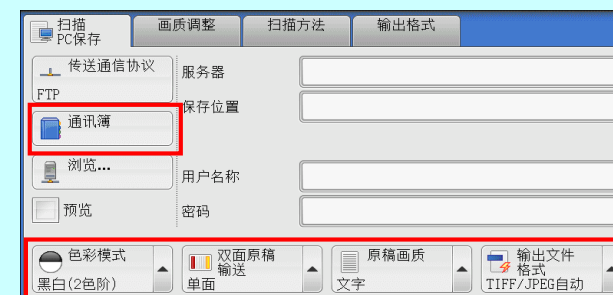 扫描
PC保存
画质调整
扫描方法
输出格式
传送通信协议
FTP
服务器
保存位置
通讯簿
浏览...
用户名称
预览
密码
色彩模式
黑白(2色阶)
双面原稿
输送
单面
原稿画质
文字
输出文件
格式
TIFF/JPEG自动